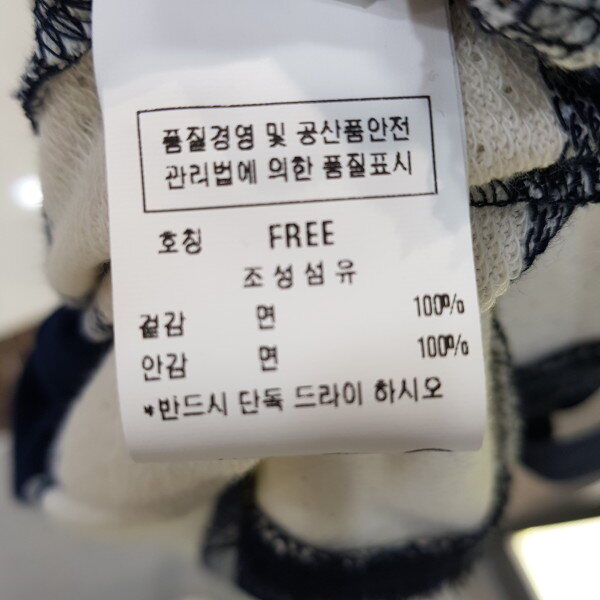 품질경영 및 공산품안전
관리법에 의한 품질표시
호칭 FREE
조성섬유
겉감 면 100%
안감 면 100%
*반드시 단독 드라이 하시오